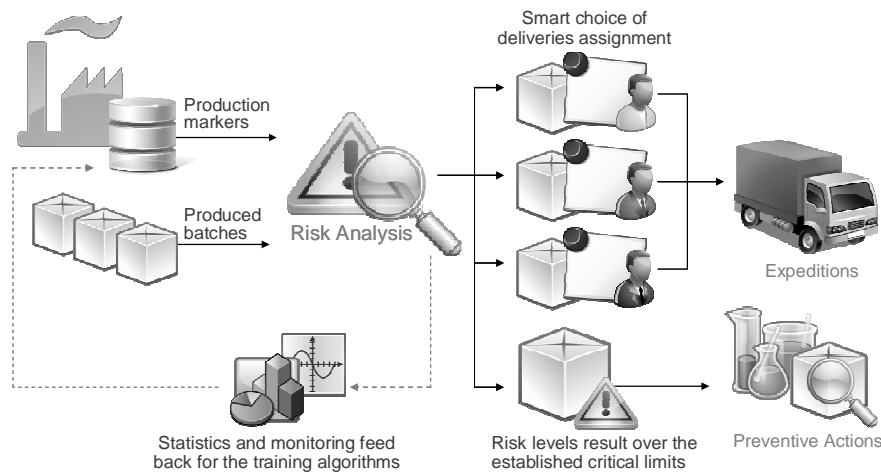 Smart choice of
deliveries assignment
Production
markers
Produced
batches
Risk Analysis
Expeditions
Statistics and monitoring feed
back for the training algorithms
Risk levels result over the
established critical limits
Preventive Actions